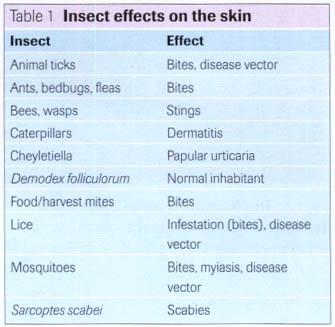 Table 1 Insect effects on the skin
Insect Effect
Animal ticks Bites, disease vector
Ants, bedbugs, fleas Bites
Bees, wasps Stings
Caterpillars Dermatitis
Cheyletiella Papular urticaria
Demodex folliculorum Normal inhabitant
Food/harvest mites Bites
Lice Infestation (bites), disease
vector
Mosquitoes Bites, myiasis, disease
vector
Sarcoptes scabei Scabies